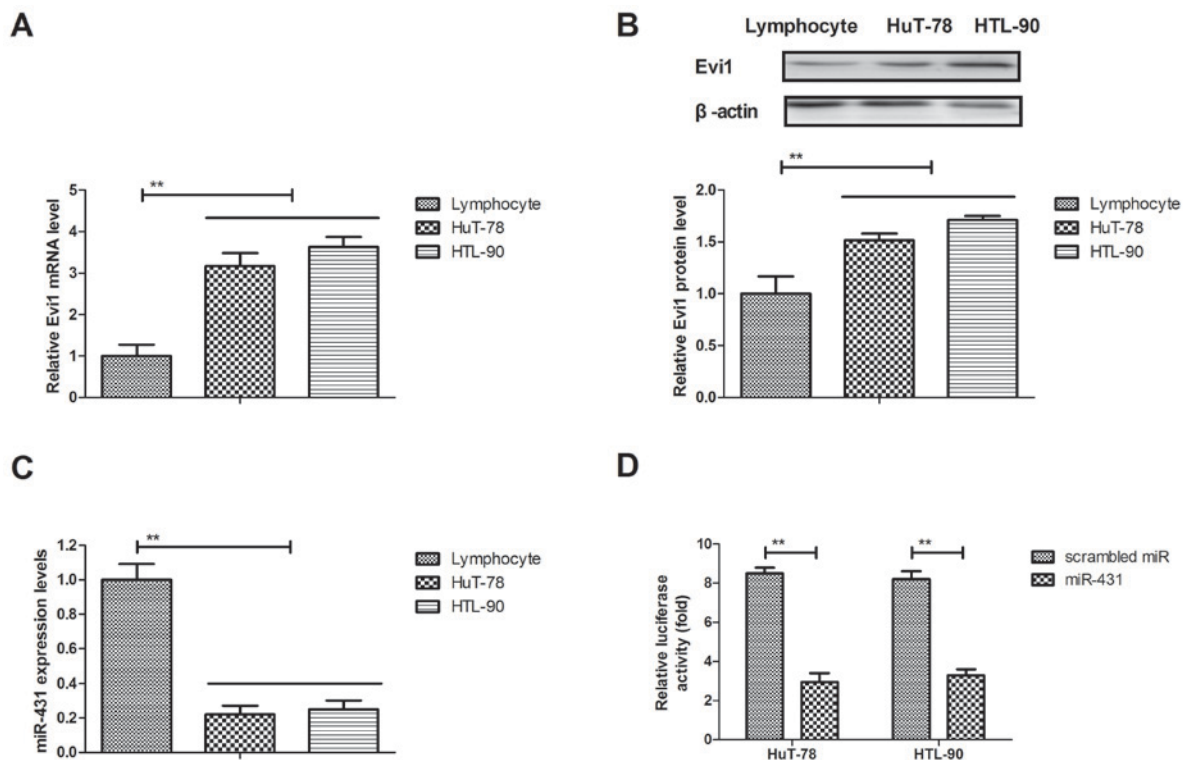 A
**
Relative Evi1 mRNA level
5
4
3
2
1
0
Lymphocyte
HuT-78
HTL-90
B
Lymphocyte HuT-78 HTL-90
Evi1
β -actin
**
Relative Evi1 protein level
2.0
1.5
1.0
0.5
0.0
Lymphocyte
HuT-78
HTL-90
C
**
miR-431 expression levels
1.2
1.0
0.8
0.6
0.4
0.2
0.0
Lymphocyte
HuT-78
HTL-90
D
** **
Relative luciferase
activity (fold)
10
8
6
4
2
0
HuT-78 HTL-90
scrambled miR
miR-431